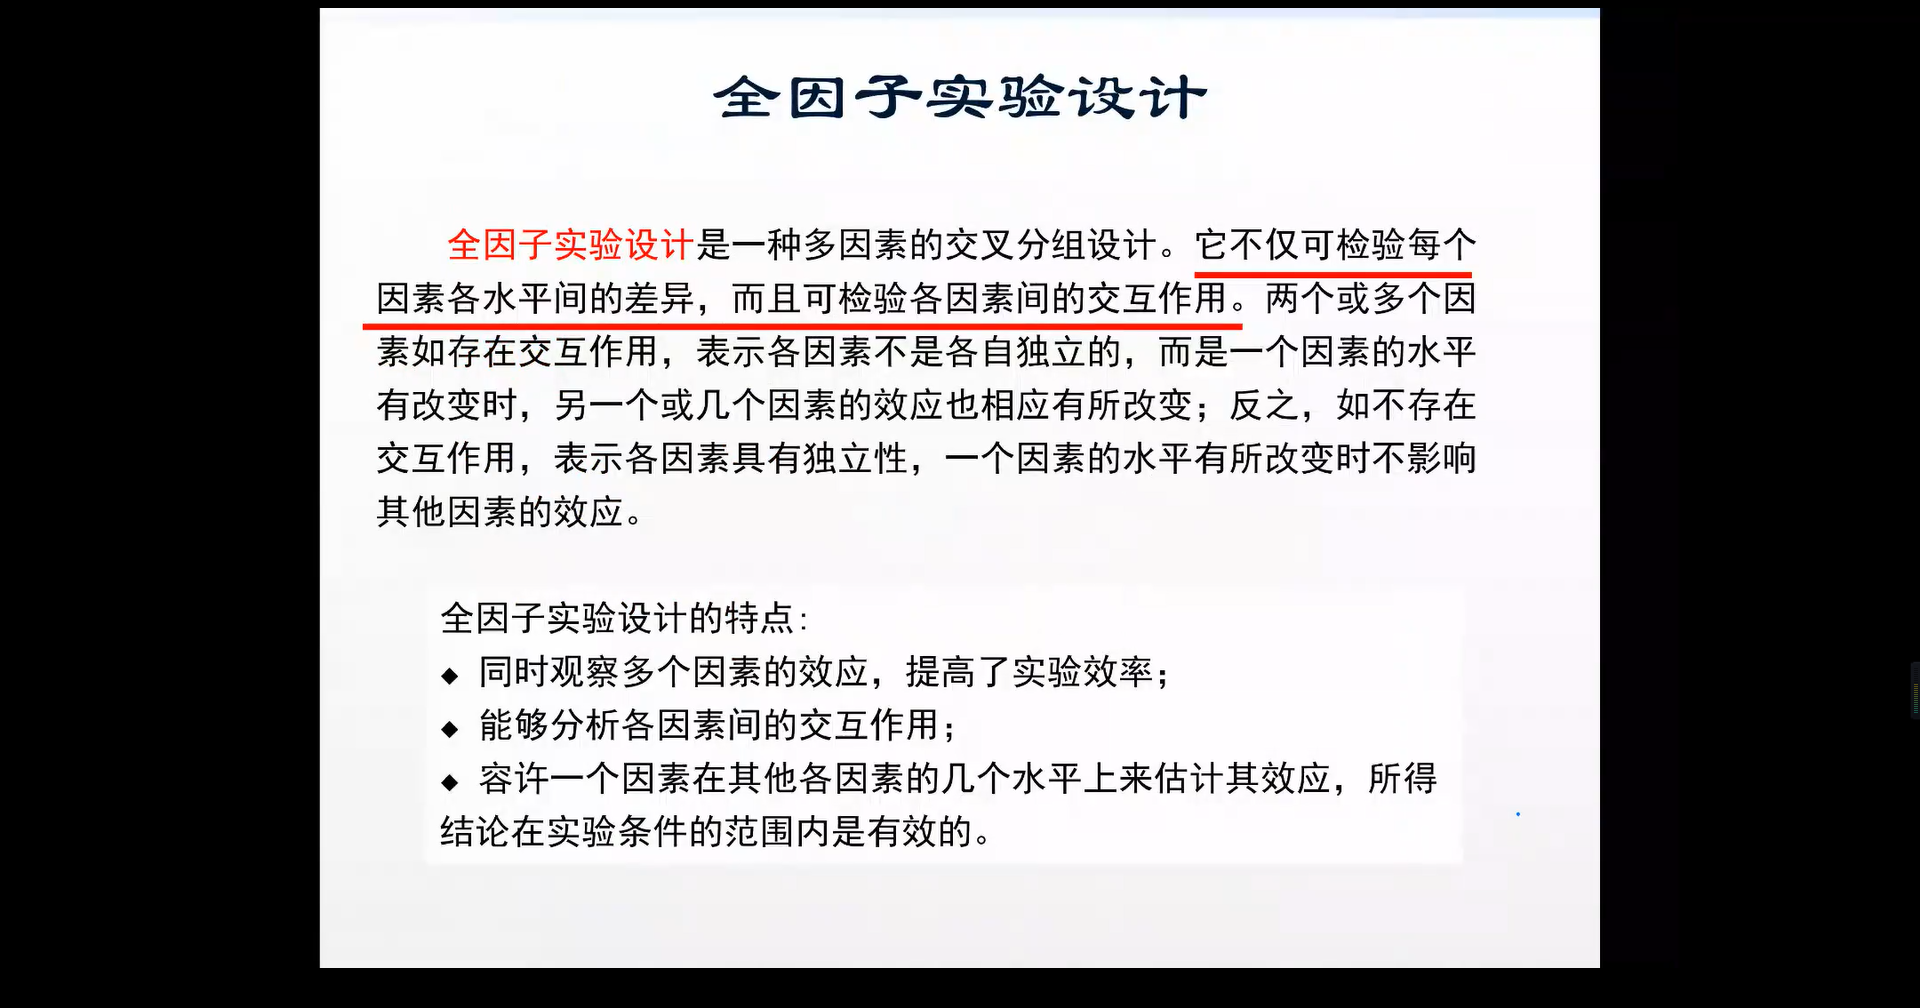 全因子实验设计
全因子实验设计是一种多因素的交叉分组设计。它不仅可检验每个
因素各水平间的差异，而且可检验各因素间的交互作用。两个或多个因
素如存在交互作用，表示各因素不是各自独立的，而是一个因素的水平
有改变时，另一个或几个因素的效应也相应有所改变；反之，如不存在
交互作用，表示各因素具有独立性，一个因素的水平有所改变时不影响
其他因素的效应。
全因子实验设计的特点:
◆ 同时观察多个因素的效应，提高了实验效率；
◆ 能够分析各因素间的交互作用；
◆ 容许一个因素在其他各因素的几个水平上来估计其效应，所得
结论在实验条件的范围内是有效的。